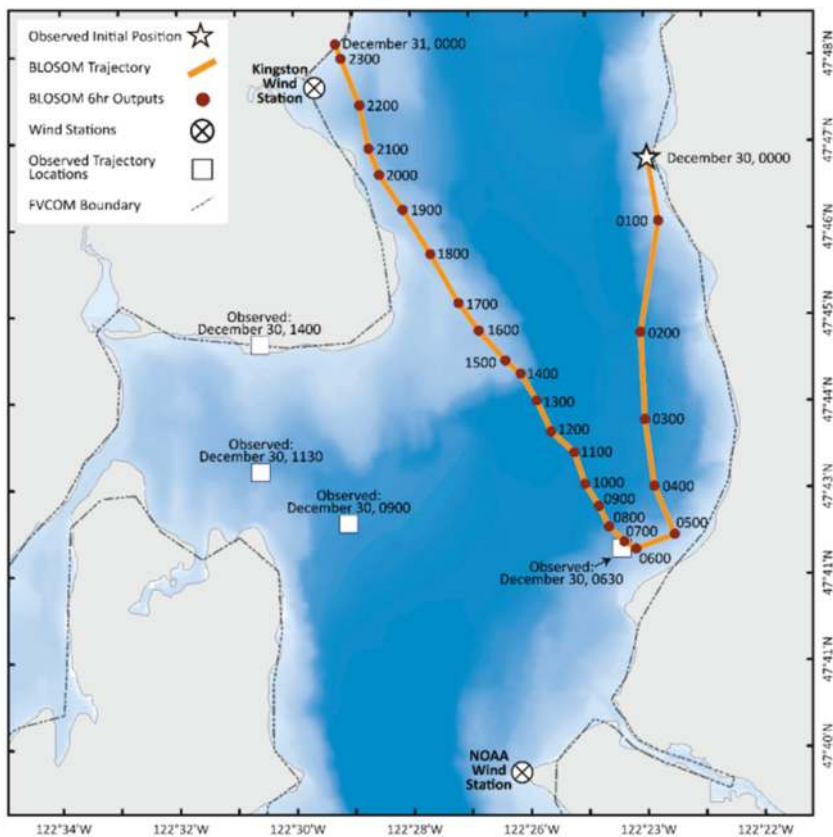 Observed Initial Position
BLOSOM Trajectory
BLOSOM 6hr Outputs
Wind Stations
Observed Trajectory
Locations
FVCOM Boundary
December 31, 0000
2300
Kingston
Wind
Station
2200
2100
2000
1900
1800
1700
1600
1500
1400
1300
1200
1100
1000
0900
0800
0700
0600
0500
0400
0300
0200
0100
December 30, 0000
Observed:
December 30, 1400
Observed:
December 30, 1130
Observed:
December 30, 0900
Observed:
December 30, 0630
NOAA
Wind
Station
47°48'N
47°47'N
47°46'N
47°45'N
47°44'N
47°43'N
47°41'N
47°41'N
47°40'N
122°34'W
122°32'W
122°30'W
122°28'W
122°26'W
122°23'W
122°22'W